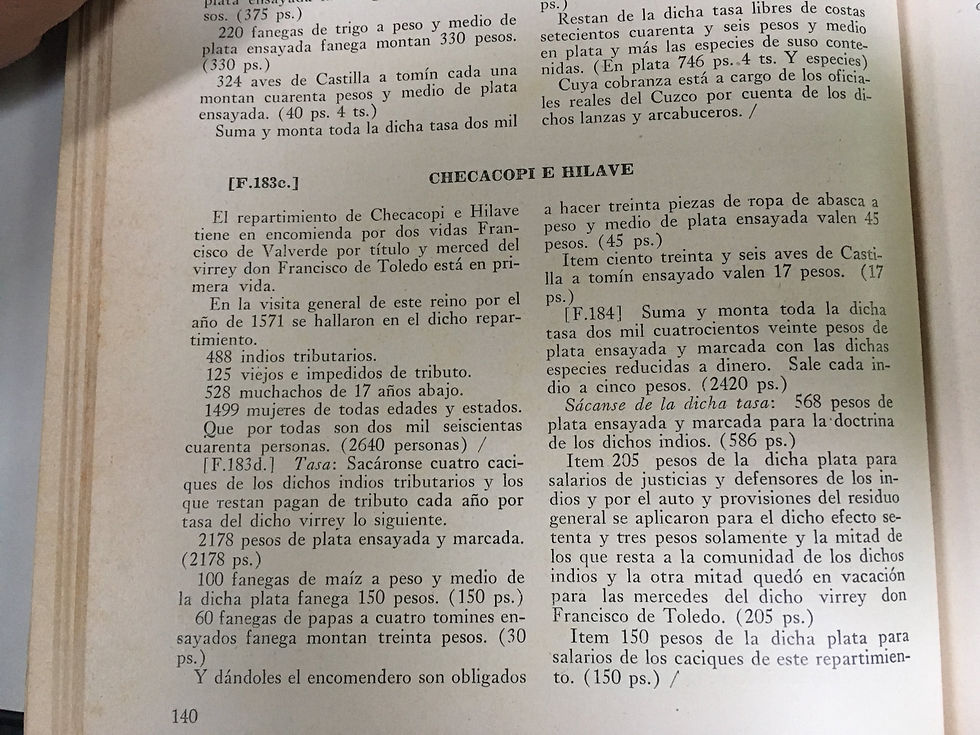 plata ensayada
sos. (375 ps.)
220 fanegas de trigo a peso y medio de
plata ensayada fanega montan 330 pesos.
(330 ps.)
324 aves de Castilla a tomín cada una
montan cuarenta pesos y medio de plata
ensayada. (40 ps. 4 ts.)
Suma y monta toda la dicha tasa dos mil
ps.)
Restan de la dicha tasa libres de costas
setecientos cuarenta y seis pesos y medio
en plata y más las especies de suso conte-
nidas. (En plata 746 ps. 4 ts. Y especies)
Cuya cobranza está a cargo de los oficia-
les reales del Cuzco por cuenta de los di-
chos lanzas y arcabuceros. /
[F.183c.]
CHECACOPI E HILAVE
El repartimiento de Checacopi e Hilave
tiene en encomienda por dos vidas Fran-
cisco de Valverde por título y merced del
virrey don Francisco de Toledo está en pri-
mera vida.
En la visita general de este reino por el
año de 1571 se hallaron en el dicho repar-
timiento.
488 indios tributarios.
125 viejos e impedidos de tributo.
528 muchachos de 17 años abajo.
1499 mujeres de todas edades y estados.
Que por todas son dos mil seiscientas
cuarenta personas. (2640 personas) /
[F.183d.] Tasa: Sacáronse cuatro caci-
ques de los dichos indios tributarios y los
que restan pagan de tributo cada año por
tasa del dicho virrey lo siguiente.
2178 pesos de plata ensayada y marcada.
(2178 ps.)
100 fanegas de maíz a peso y medio de
la dicha plata fanega 150 pesos. (150 ps.)
60 fanegas de papas a cuatro tomines en-
sayados fanega montan treinta pesos. (30
ps.)
Y dándoles el encomendero son obligados
a hacer treinta piezas de ropa de abasca a
peso y medio de plata ensayada valen 45
pesos. (45 ps.)
Item ciento treinta y seis aves de Casti-
lla a tomín ensayado valen 17 pesos. (17
ps.)
[F.184] Suma y monta toda la dicha
tasa dos mil cuatrocientos veinte pesos de
plata ensayada y marcada con las dichas
especies reducidas a dinero. Sale cada in-
dio a cinco pesos. (2420 ps.)
Sácanse de la dicha tasa: 568 pesos de
plata ensayada y marcada para la doctrina
de los dichos indios. (586 ps.)
Item 205 pesos de la dicha plata para
salarios de justicias y defensores de los in-
dios y por el auto y provisiones del residuo
general se aplicaron para el dicho efecto se-
tenta y tres pesos solamente y la mitad de
los que resta a la comunidad de los dichos
indios y la otra mitad quedó en vacación
para las mercedes del dicho virrey don
Francisco de Toledo. (205 ps.)
Item 150 pesos de la dicha plata para
salarios de los caciques de este repartimien-
to. (150 ps.) /
140